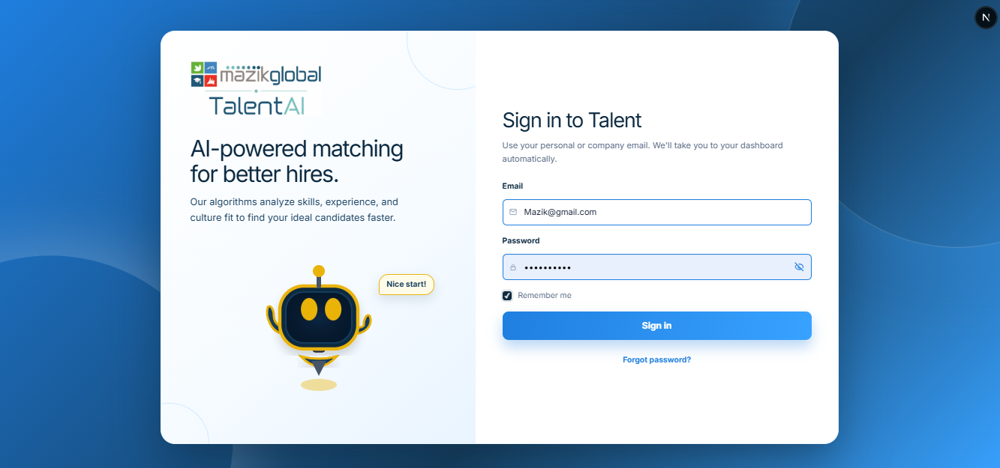 mazikglobal
TalentAI
AI-powered matching
for better hires.
Our algorithms analyze skills, experience, and
culture fit to find your ideal candidates faster.
Nice start!
Sign in to Talent
Use your personal or company email. We'll take you to your dashboard
automatically.
Email
Mazik@gmail.com
Password
••••••••••
Remember me
Sign in
Forgot password?
N